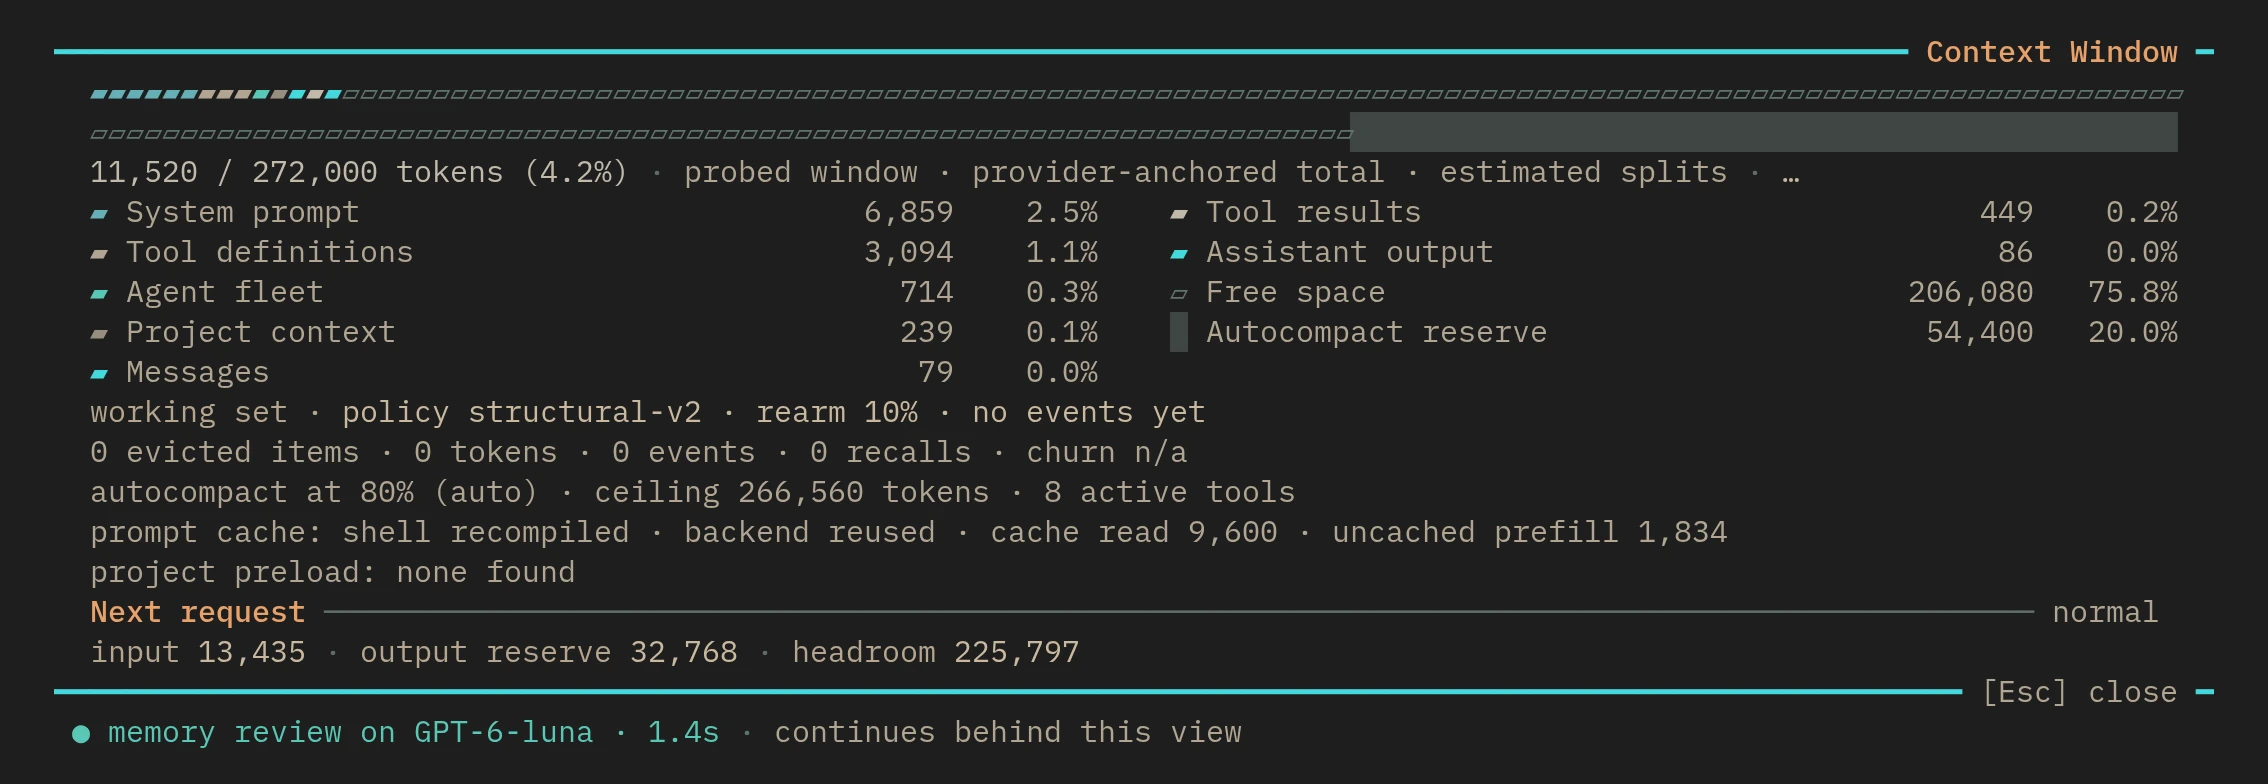 Context Window
11,520 / 272,000 tokens (4.2%) · probed window · provider-anchored total · estimated splits · …
System prompt 6,859 2.5% Tool results 449 0.2%
Tool definitions 3,094 1.1% Assistant output 86 0.0%
Agent fleet 714 0.3% Free space 206,080 75.8%
Project context 239 0.1% Autocompact reserve 54,400 20.0%
Messages 79 0.0%
working set · policy structural-v2 · rearm 10% · no events yet
0 evicted items · 0 tokens · 0 events · 0 recalls · churn n/a
autocompact at 80% (auto) · ceiling 266,560 tokens · 8 active tools
prompt cache: shell recompiled · backend reused · cache read 9,600 · uncached prefill 1,834
project preload: none found
Next request normal
input 13,435 · output reserve 32,768 · headroom 225,797
[Esc] close
● memory review on GPT-6-luna · 1.4s · continues behind this view